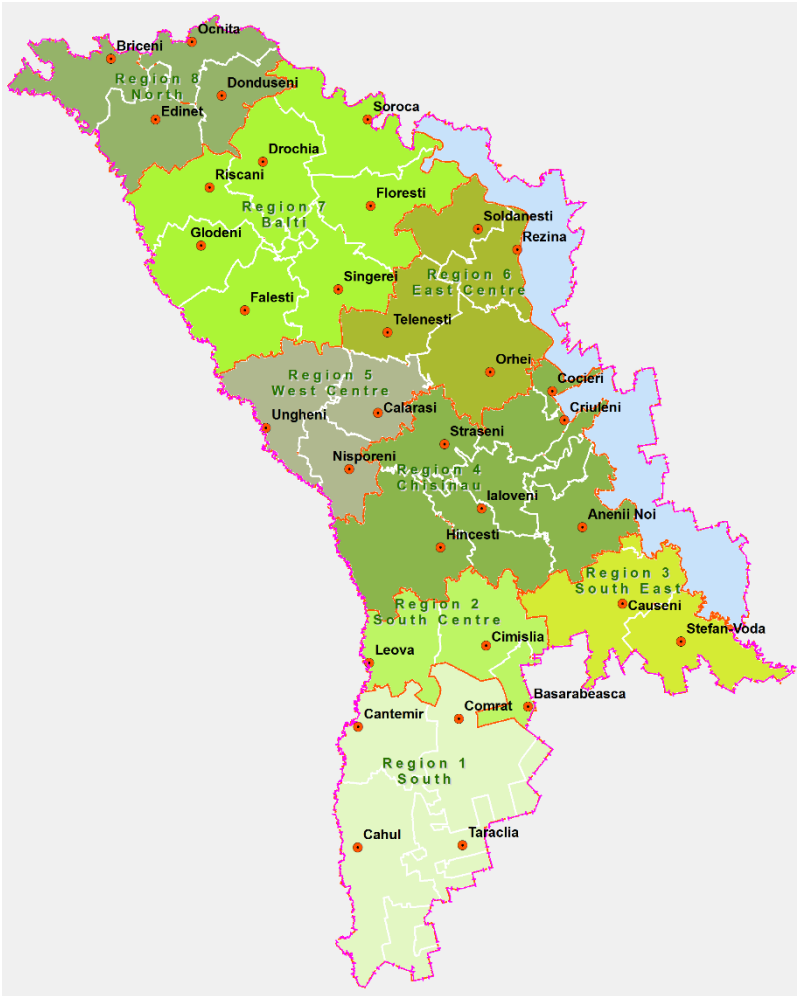 Ocnita
Briceni
Region 8
North
Donduseni
Edinet
Soroca
Drochia
Riscani
Floresti
Region 7
Balti
Soldanesti
Glodeni
Rezina
Singerei
Region 6
East Centre
Falesti
Telenesti
Orhei
Region 5
West Centre
Cocieri
Calarasi
Criuleni
Ungheni
Straseni
Nisporeni
Region 4
Chisinau
Ialoveni
Anenii Noi
Hincesti
Region 3
South East
Region 2
South Centre
Causeni
Stefan-Voda
Cimislia
Leova
Basarabeasca
Cantemir
Comrat
Region 1
South
Cahul
Taraclia